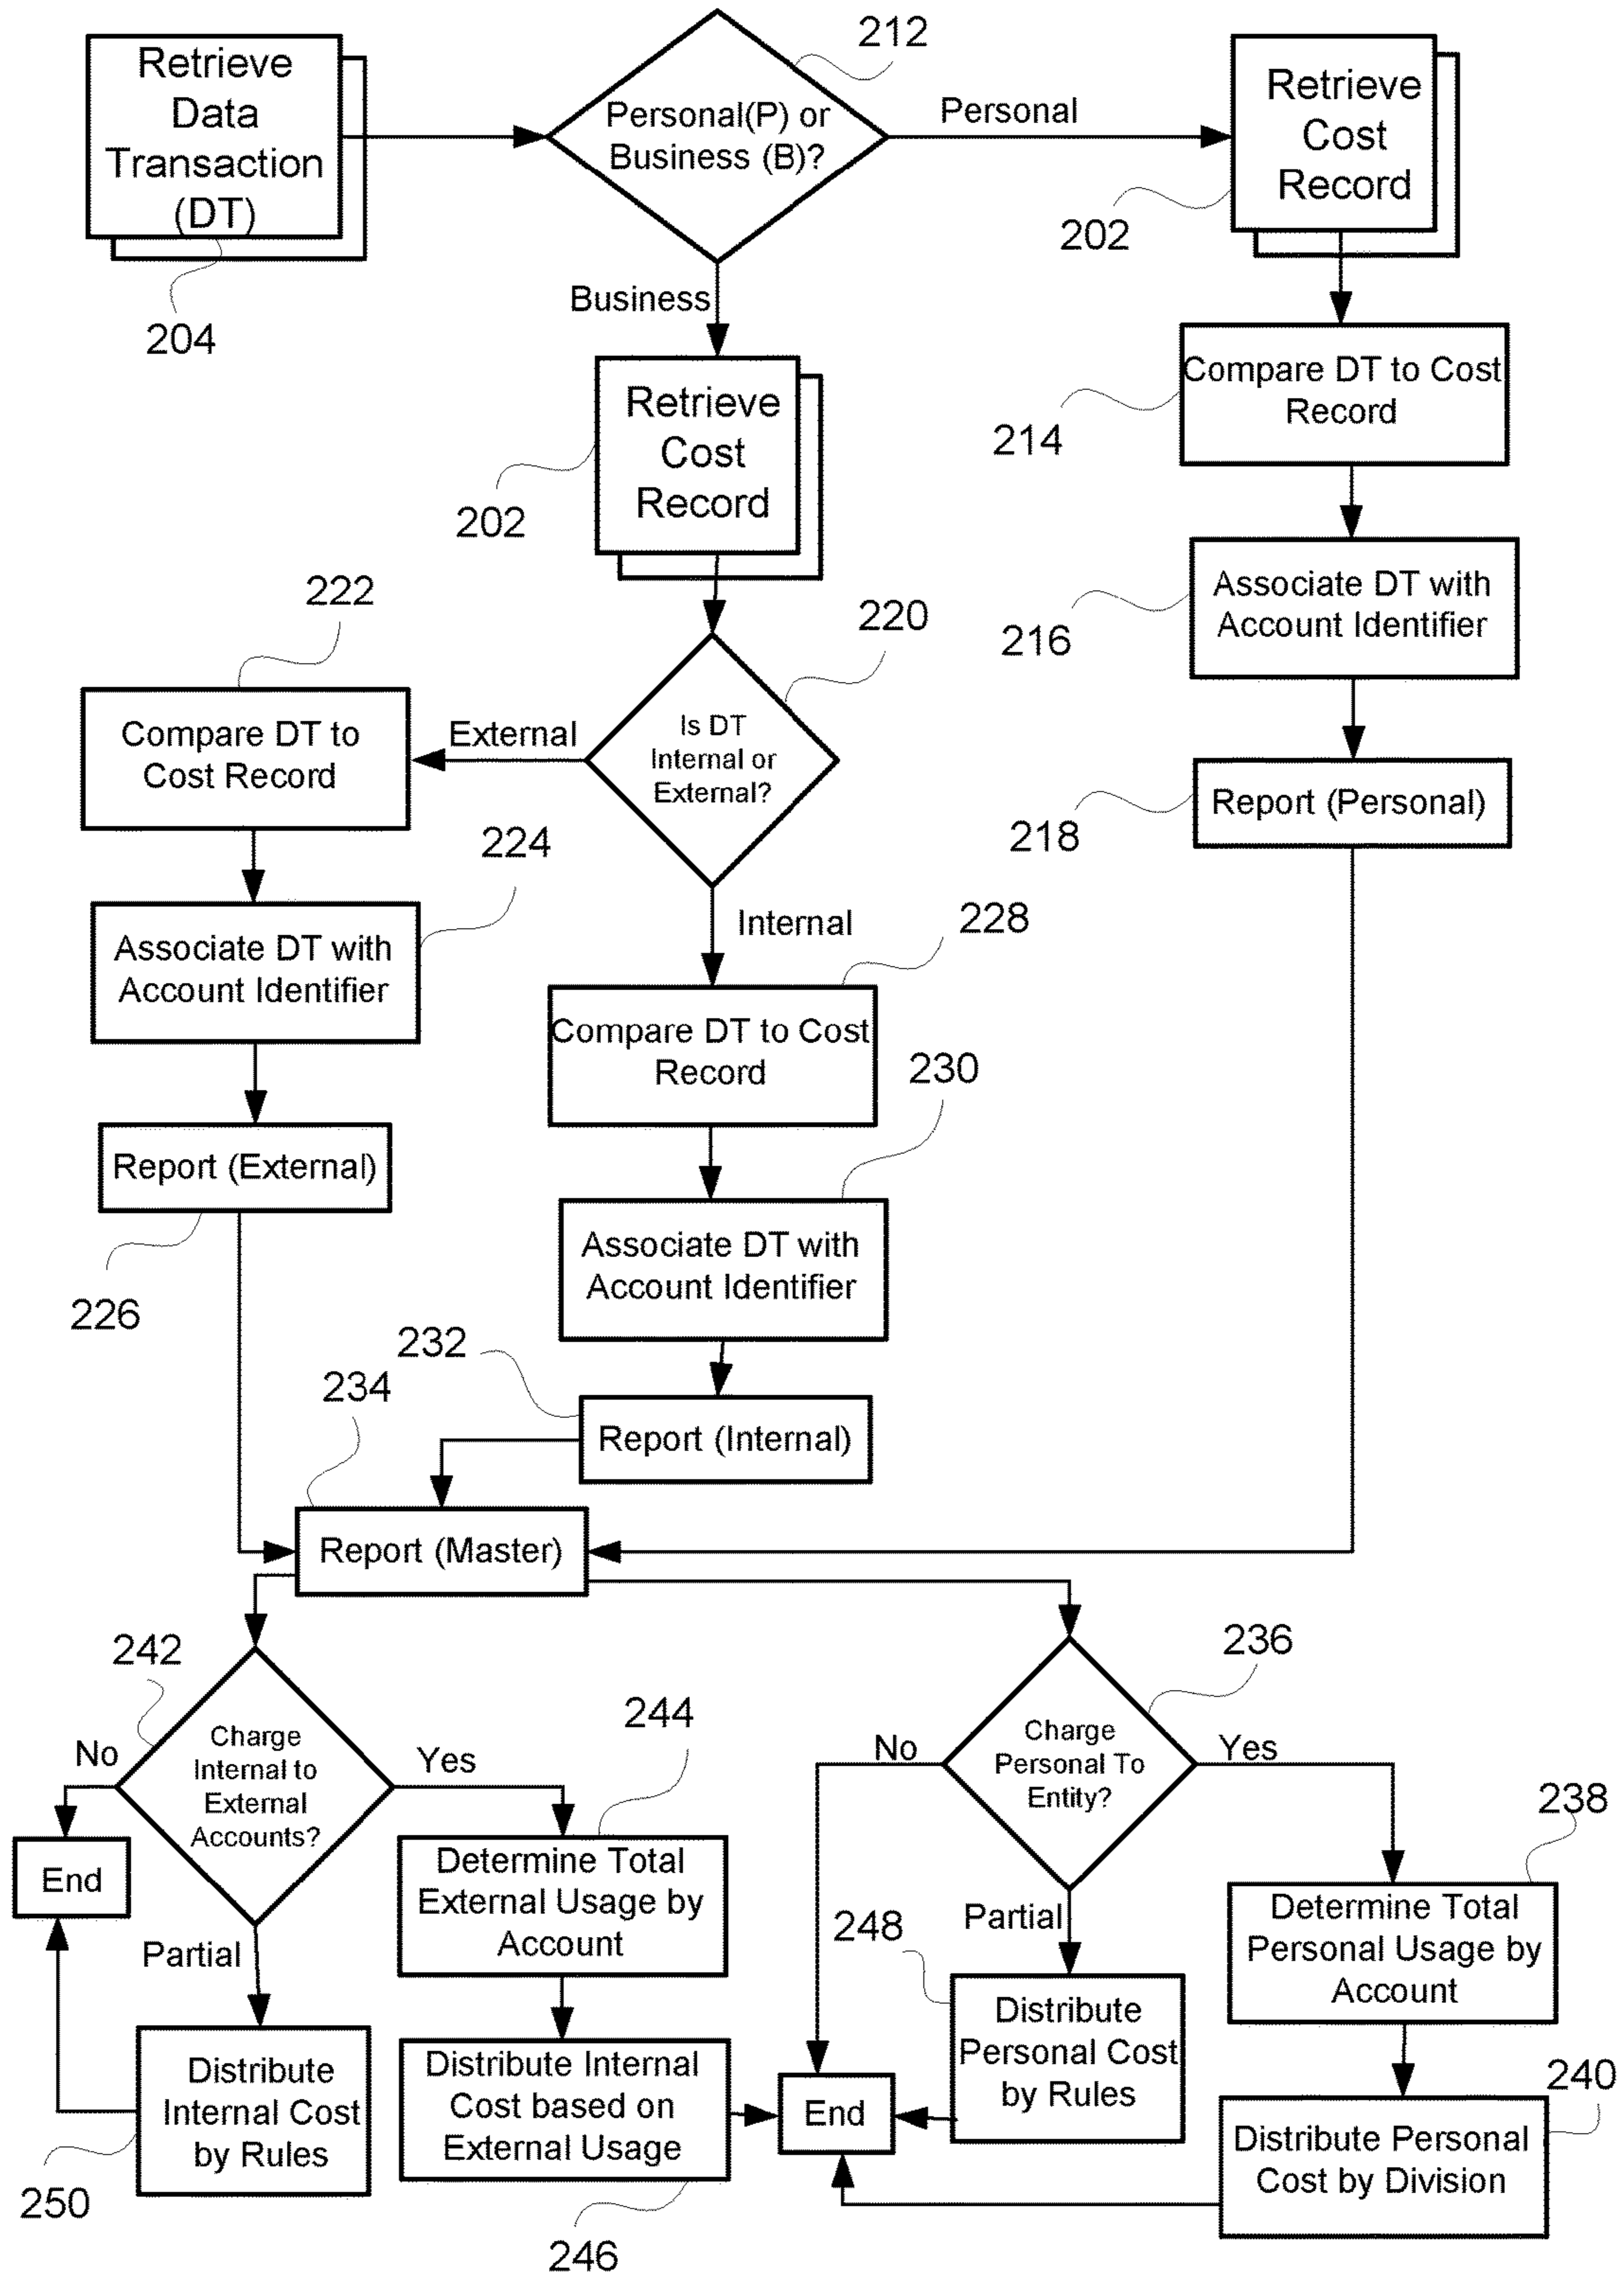 Retrieve
Data
Transaction
(DT)
204
Personal(P) or
Business (B)?
212
Personal
Retrieve
Cost
Record
202
Business
Retrieve
Cost
Record
202
Compare DT to Cost
Record
214
Associate DT with
Account Identifier
216
Report (Personal)
218
Is DT
Internal or
External?
220
External
222
Compare DT to
Cost Record
224
Associate DT with
Account Identifier
Report (External)
226
Internal
228
Compare DT to Cost
Record
230
Associate DT with
Account Identifier
232
Report (Internal)
234
Report (Master)
242
Charge
Internal to
External
Accounts?
No
End
Yes
244
Determine Total
External Usage by
Account
Partial
Distribute
Internal Cost
by Rules
250
Distribute Internal
Cost based on
External Usage
246
236
Charge
Personal To
Entity?
No
Yes
238
Determine Total
Personal Usage by
Account
Partial
248
Distribute
Personal Cost
by Rules
End
240
Distribute Personal
Cost by Division